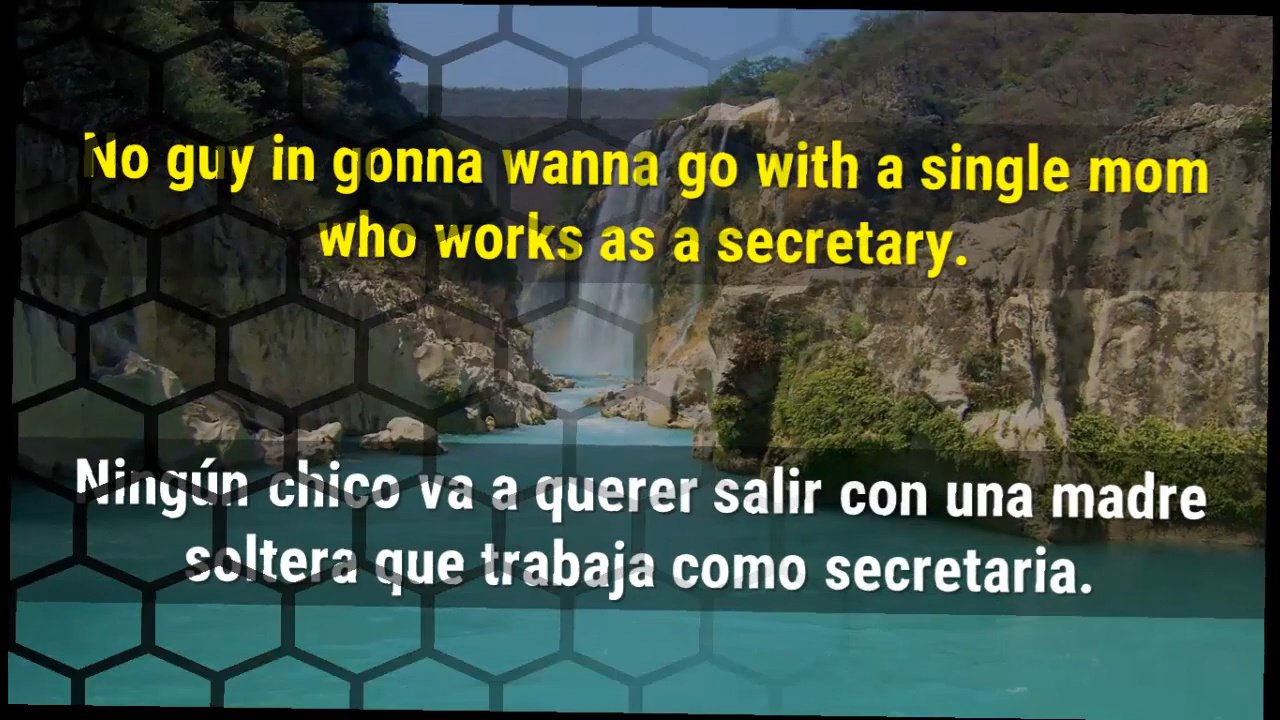 No guy in gonna wanna go with a single mom
who works as a secretary.
Ningún chico va a querer salir con una madre
soltera que trabaja como secretaria.